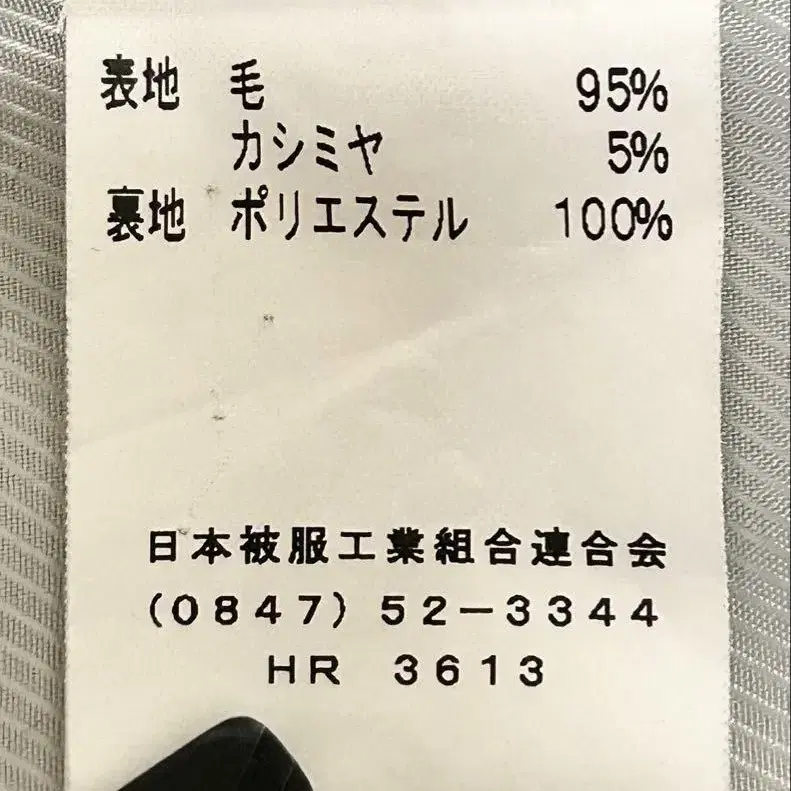 表地 毛 95%
カシミヤ 5%
裏地 ポリエステル 100%
日本被服工業組合連合会
(0847) 52-3344
HR 3613